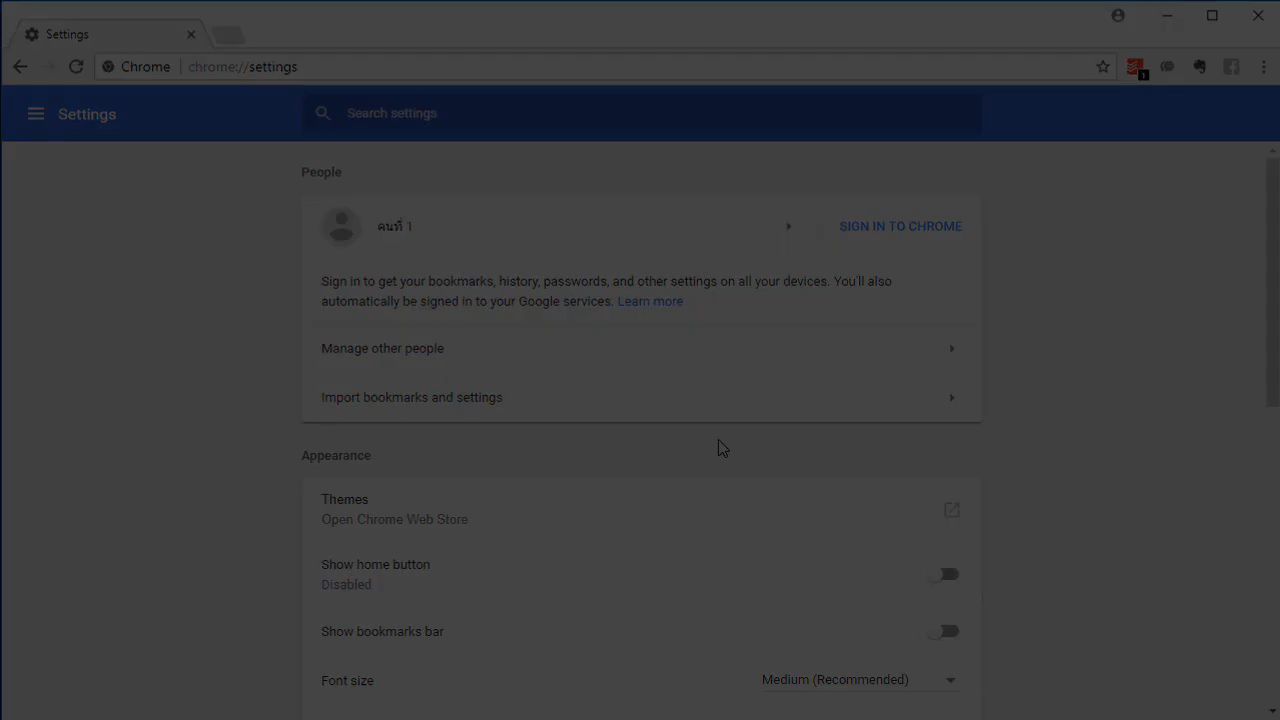 Settings
Chrome chrome://settings
1
Settings
Search settings
People
คนที่ 1
SIGN IN TO CHROME
Sign in to get your bookmarks, history, passwords, and other settings on all your devices. You'll also
automatically be signed in to your Google services. Learn more
Manage other people
Import bookmarks and settings
Appearance
Themes
Open Chrome Web Store
Show home button
Disabled
Show bookmarks bar
Font size
Medium (Recommended)